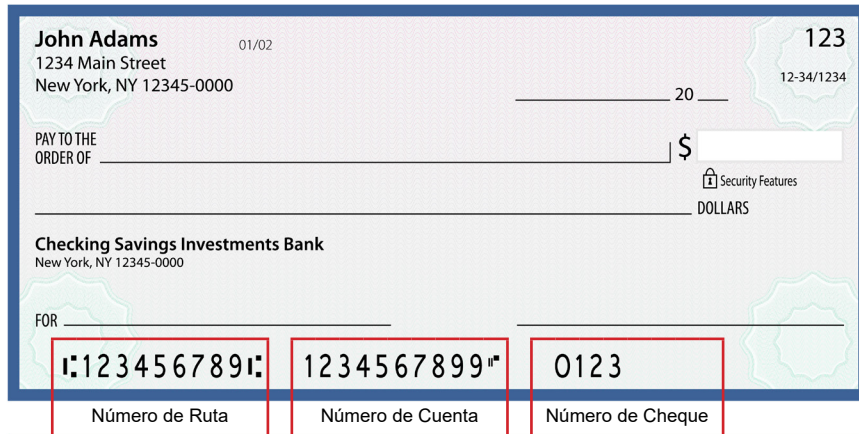 John Adams 01/02 123
1234 Main Street 12-34/1234
New York, NY 12345-0000
20
PAY TO THE
ORDER OF $
Security Features
DOLLARS
Checking Savings Investments Bank
New York, NY 12345-0000
FOR
⑆123456789⑆ 1234567899⑈ 0123
Número de Ruta Número de Cuenta Número de Cheque